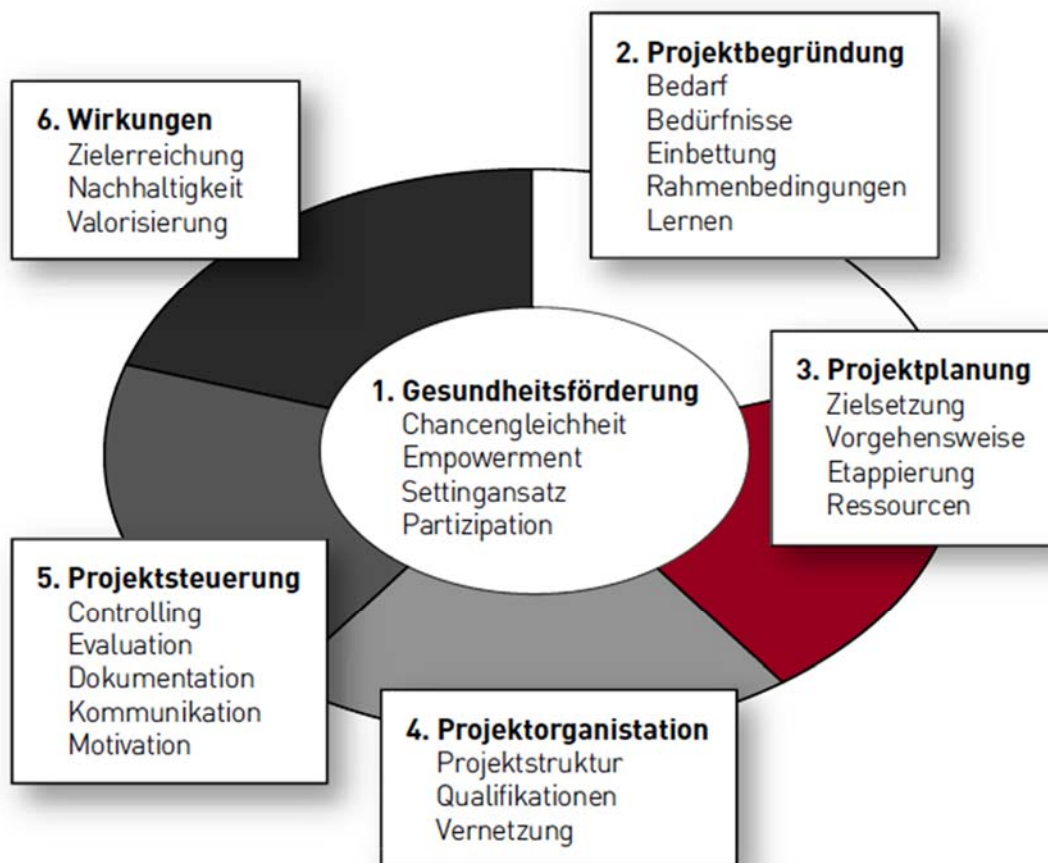 1. Gesundheitsförderung
Chancengleichheit
Empowerment
Settingansatz
Partizipation
2. Projektbegründung
Bedarf
Bedürfnisse
Einbettung
Rahmenbedingungen
Lernen
3. Projektplanung
Zielsetzung
Vorgehensweise
Etappierung
Ressourcen
4. Projektorganistation
Projektstruktur
Qualifikationen
Vernetzung
5. Projektsteuerung
Controlling
Evaluation
Dokumentation
Kommunikation
Motivation
6. Wirkungen
Zielerreichung
Nachhaltigkeit
Valorisierung